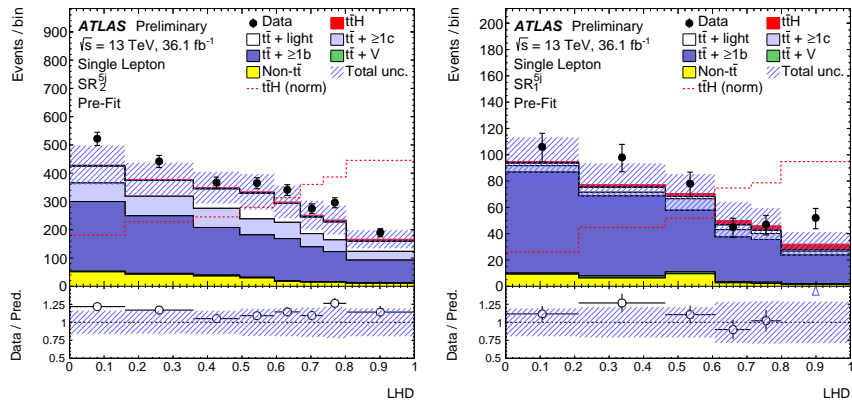 ATLAS Preliminary
√s = 13 TeV, 36.1 fb⁻¹
Single Lepton
SR₂⁵ʲ
Pre-Fit
Data
tt̄H
tt̄ + light
tt̄ + ≥1c
tt̄ + ≥1b
tt̄ + V
Non-tt̄
Total unc.
tt̄H (norm)
Events / bin
900
800
700
600
500
400
300
200
100
0
Data / Pred.
1.25
1
0.75
0.5
0 0.1 0.2 0.3 0.4 0.5 0.6 0.7 0.8 0.9 1
LHD
ATLAS Preliminary
√s = 13 TeV, 36.1 fb⁻¹
Single Lepton
SR₁⁵ʲ
Pre-Fit
Data
tt̄H
tt̄ + light
tt̄ + ≥1c
tt̄ + ≥1b
tt̄ + V
Non-tt̄
Total unc.
tt̄H (norm)
Events / bin
200
180
160
140
120
100
80
60
40
20
0
Data / Pred.
1.25
1
0.75
0.5
0 0.1 0.2 0.3 0.4 0.5 0.6 0.7 0.8 0.9 1
LHD